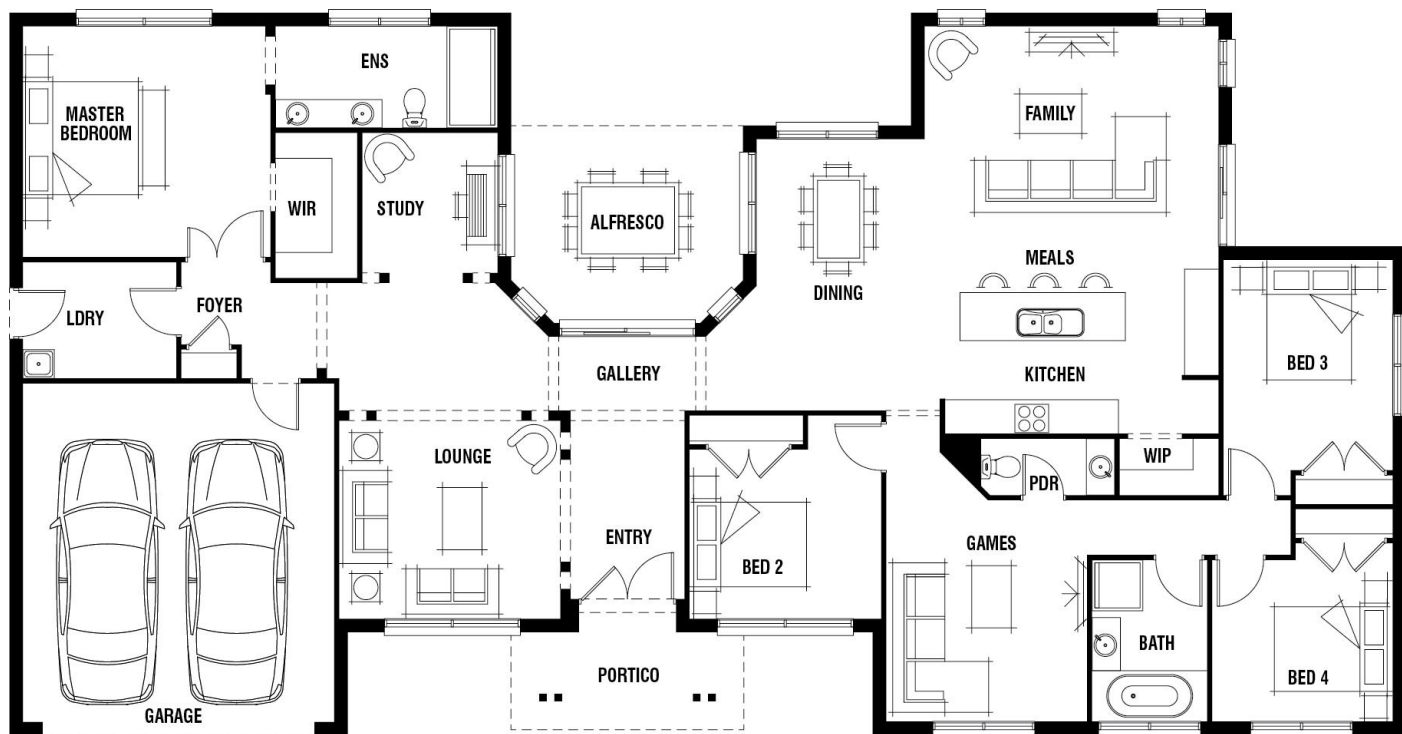 ENS
MASTER
BEDROOM
FAMILY
WIR
STUDY
ALFRESCO
MEALS
DINING
LDRY
FOYER
GALLERY
KITCHEN
BED 3
LOUNGE
WIP
PDR
ENTRY
GAMES
BED 2
BATH
PORTICO
BED 4
GARAGE